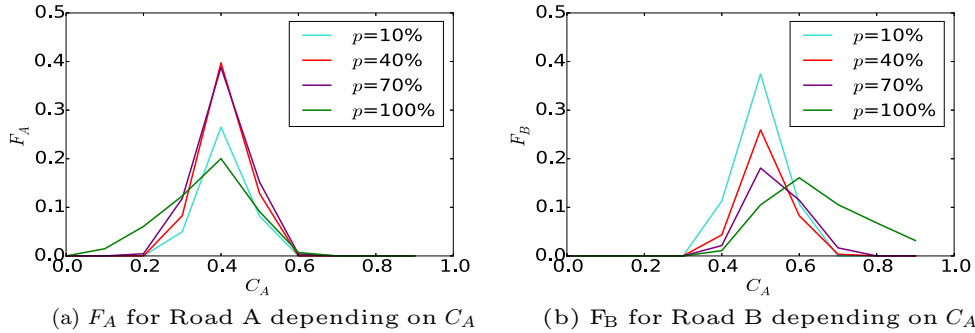 0.5
0.4
0.3
0.2
0.1
0.0
0.0 0.2 0.4 0.6 0.8 1.0
F_A
C_A
p=10%
p=40%
p=70%
p=100%
(a) F_A for Road A depending on C_A
0.5
0.4
0.3
0.2
0.1
0.0
0.0 0.2 0.4 0.6 0.8 1.0
F_B
C_A
p=10%
p=40%
p=70%
p=100%
(b) F_B for Road B depending on C_A